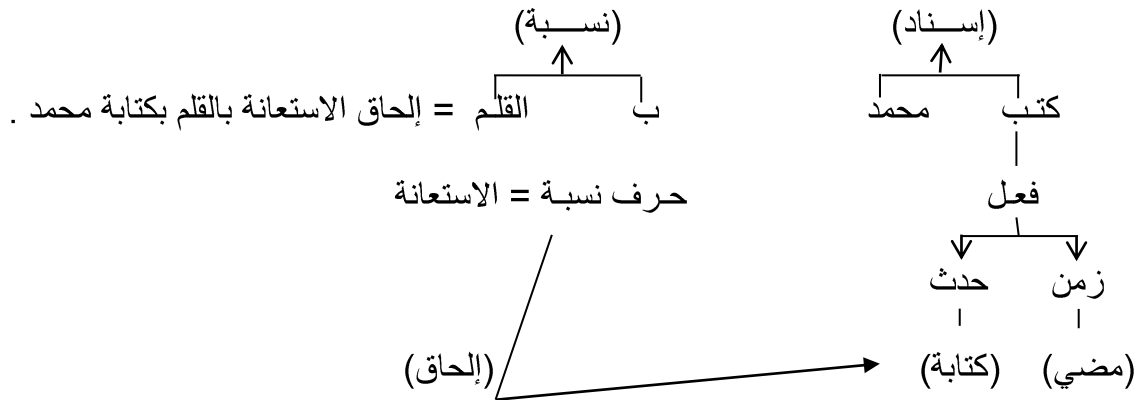 (إسناد) (نسبة)
كتب محمد ب القلم = إلحاق الاستعانة بالقلم بكتابة محمد .
فعل حرف نسبة = الاستعانة
زمن حدث
(مضي) (كتابة) (إلحاق)